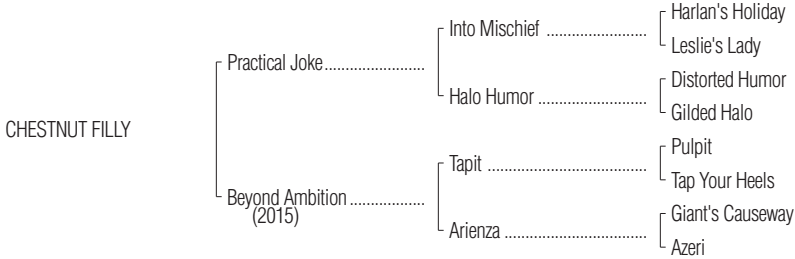 Harlan's Holiday
Into Mischief ........................
Leslie's Lady
Practical Joke........................
Distorted Humor
Halo Humor ..........................
Gilded Halo
CHESTNUT FILLY
Pulpit
Tapit ......................................
Tap Your Heels
Beyond Ambition ..................
(2015)
Giant's Causeway
Arienza ..................................
Azeri